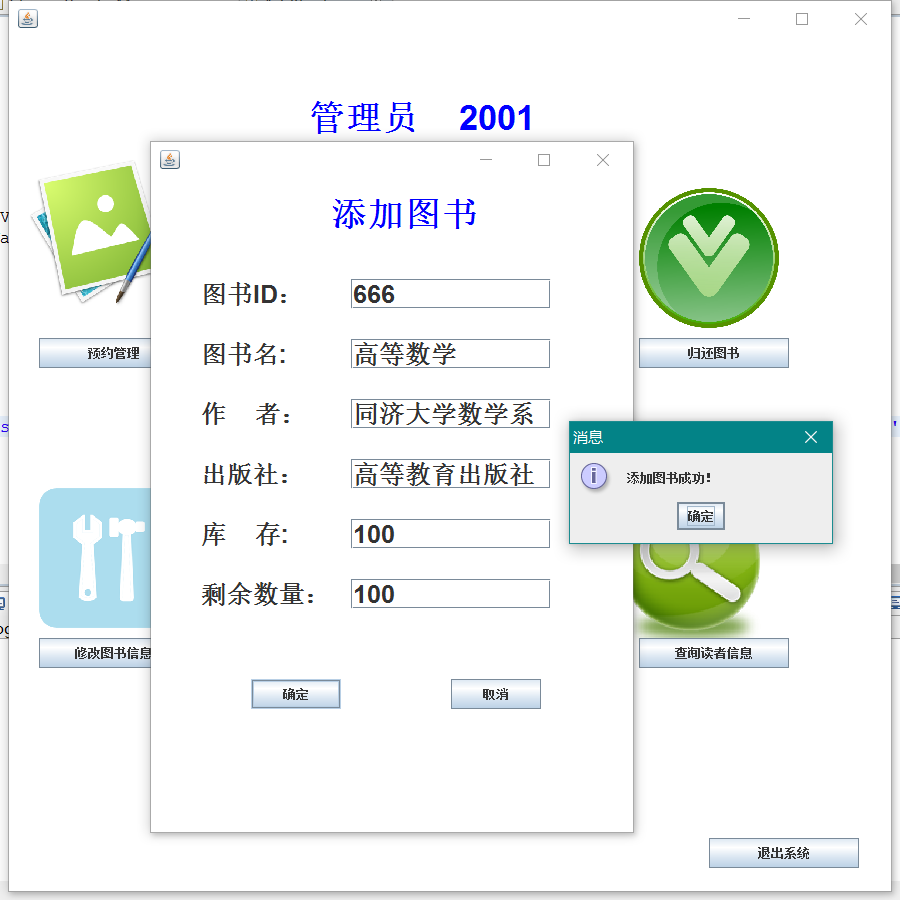 管理员 2001
添加图书
图书ID： 666
图书名: 高等数学
作 者： 同济大学数学系
出版社： 高等教育出版社
库 存: 100
剩余数量： 100
确定 取消
预约管理
归还图书
消息
添加图书成功！
确定
修改图书信息
查询读者信息
退出系统